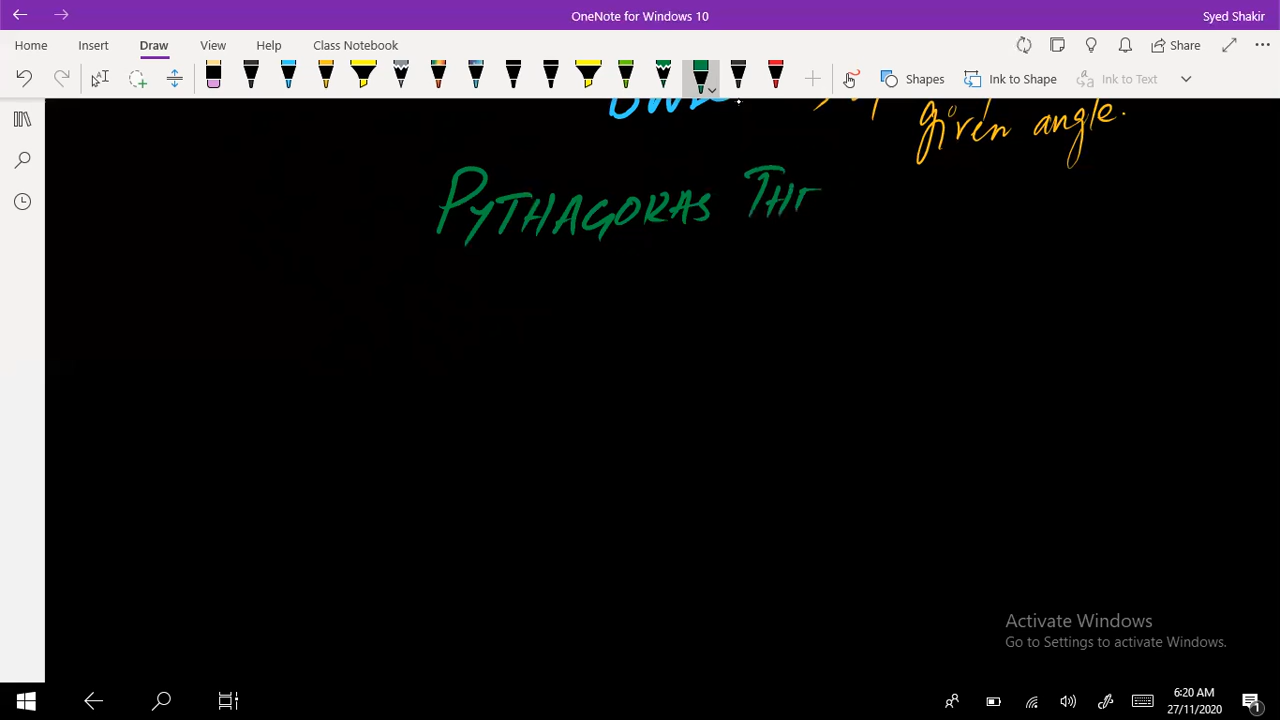 OneNote for Windows 10
Syed Shakir
Home Insert Draw View Help Class Notebook Share
Shapes Ink to Shape Ink to Text
given angle.
PYTHAGORAS TH
Activate Windows
Go to Settings to activate Windows.
6:20 AM
27/11/2020
1